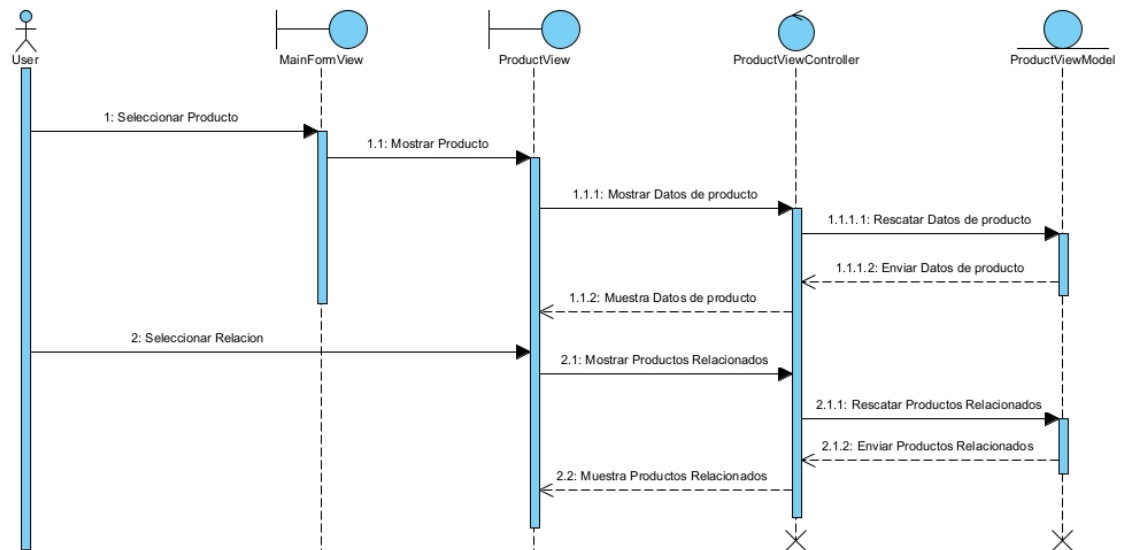 User
MainFormView
ProductView
ProductViewController
ProductViewModel
1: Seleccionar Producto
1.1: Mostrar Producto
1.1.1: Mostrar Datos de producto
1.1.1.1: Rescatar Datos de producto
1.1.1.2: Enviar Datos de producto
1.1.2: Muestra Datos de producto
2: Seleccionar Relacion
2.1: Mostrar Productos Relacionados
2.1.1: Rescatar Productos Relacionados
2.1.2: Enviar Productos Relacionados
2.2: Muestra Productos Relacionados